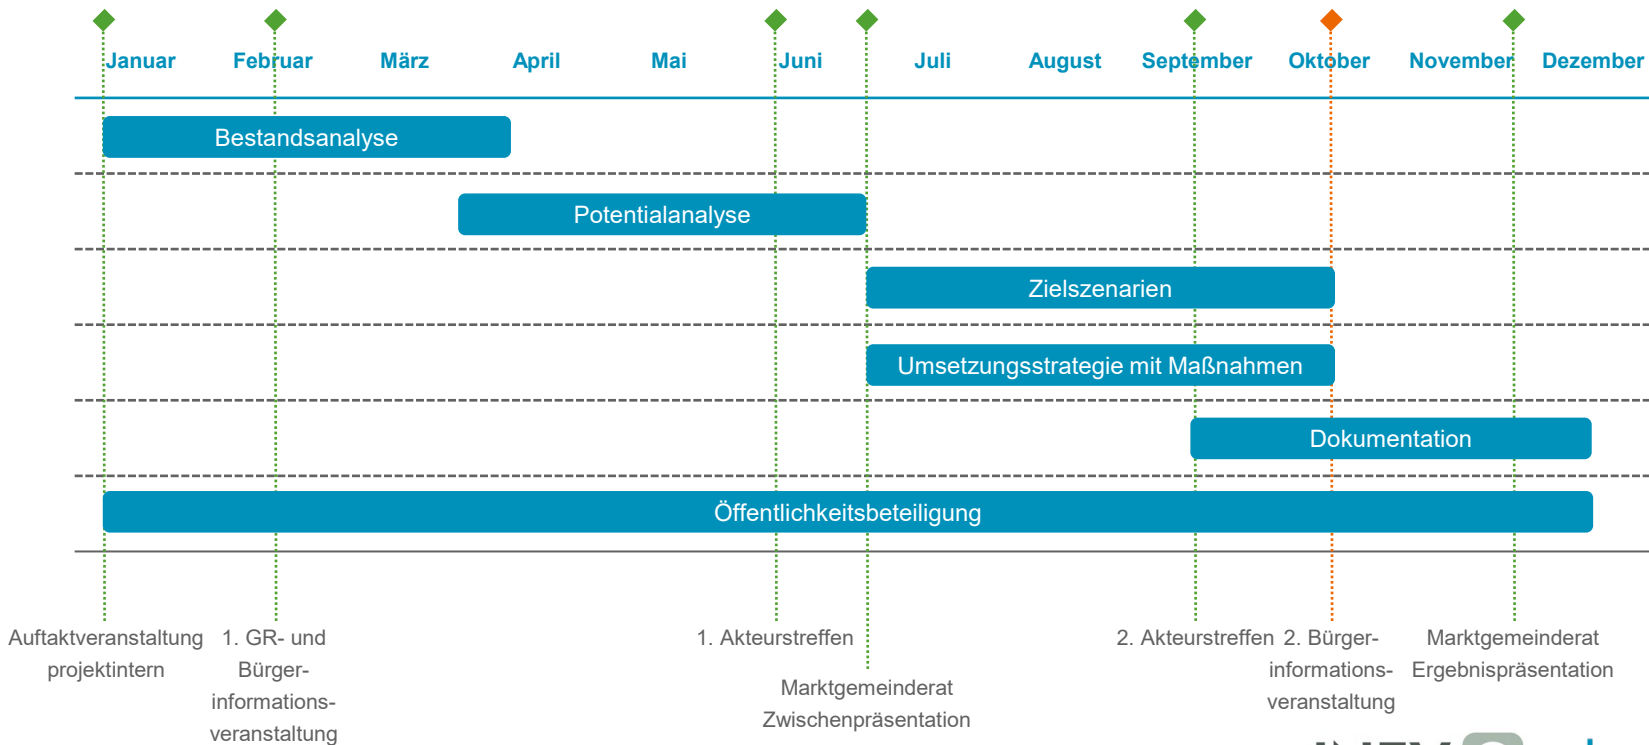 Januar Februar März April Mai Juni Juli August September Oktober November Dezember
Bestandsanalyse
Potentialanalyse
Zielszenarien
Umsetzungsstrategie mit Maßnahmen
Dokumentation
Öffentlichkeitsbeteiligung
Auftaktveranstaltung
projektintern
1. GR- und
Bürger-
informations-
veranstaltung
1. Akteurstreffen
Marktgemeinderat
Zwischenpräsentation
2. Akteurstreffen
2. Bürger-
informations-
veranstaltung
Marktgemeinderat
Ergebnispräsentation